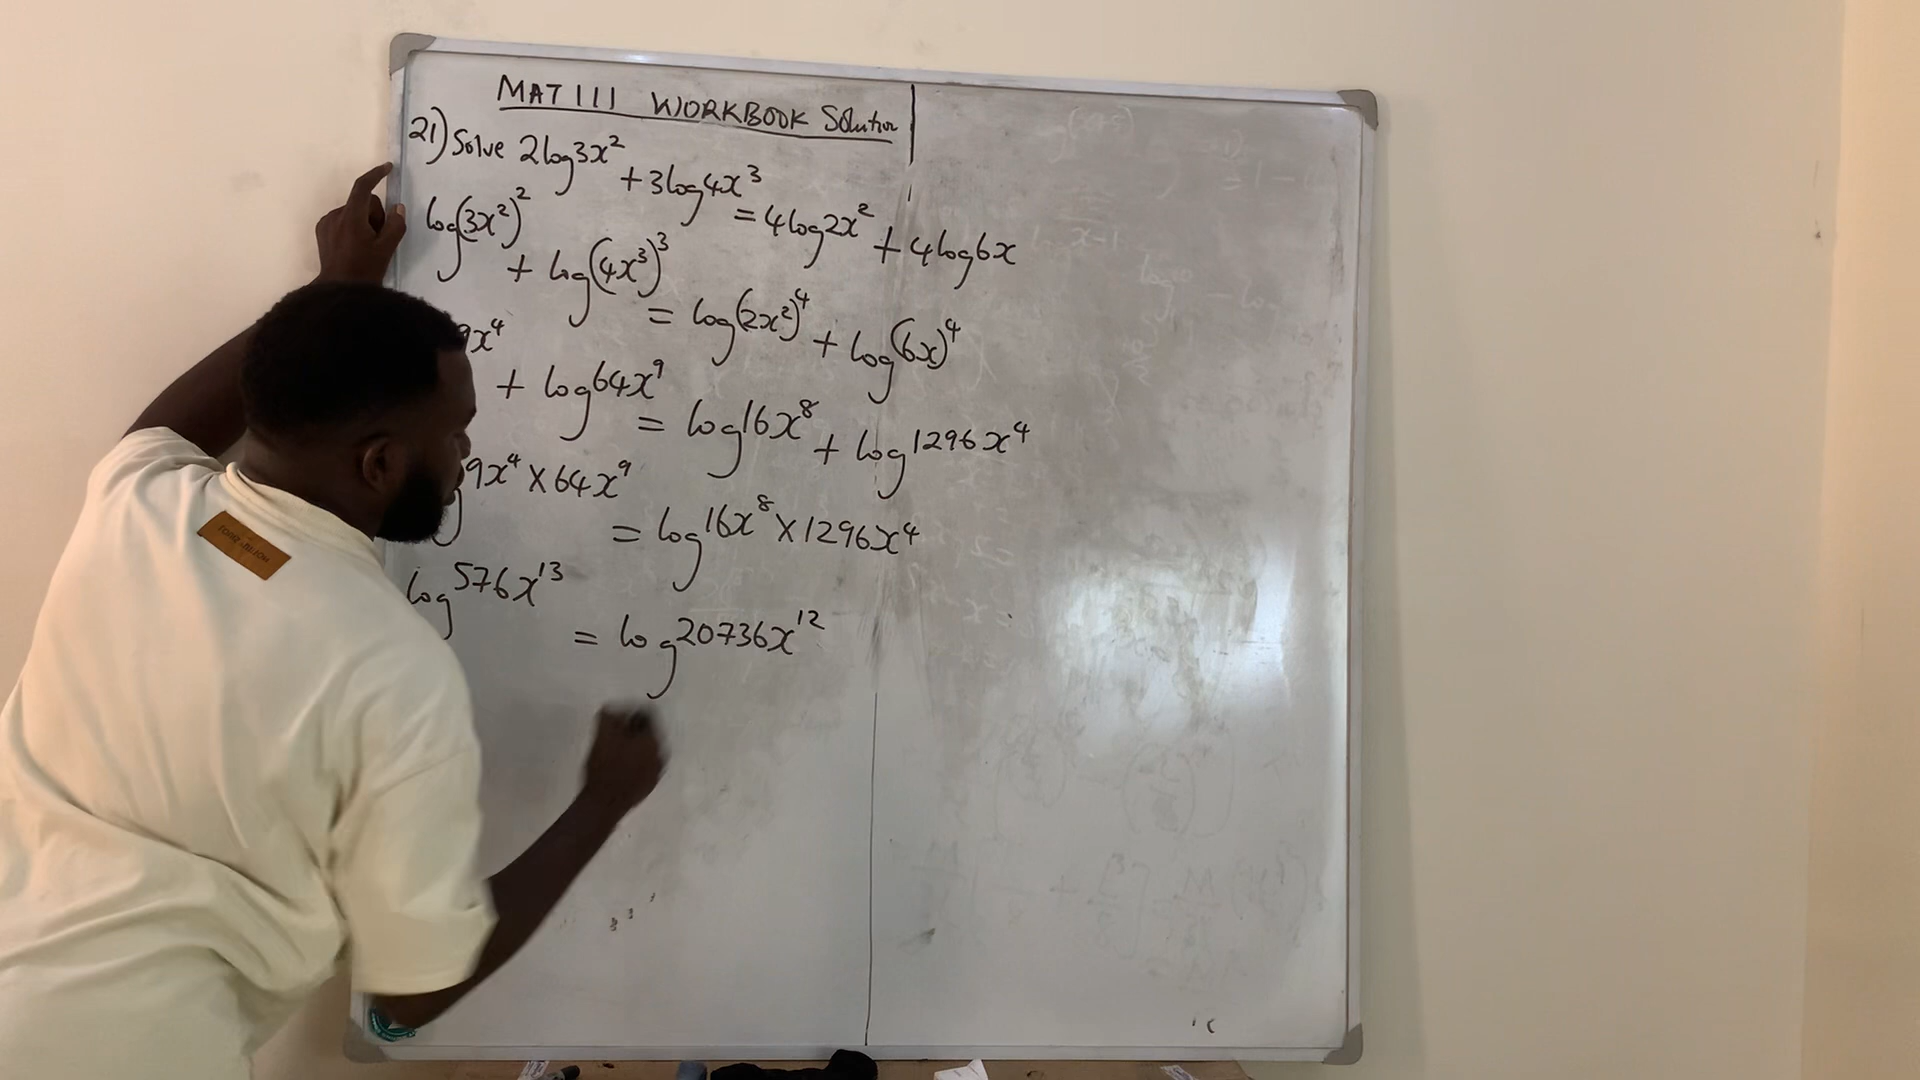 MAT 111 WORKBOOK Solution
21) Solve 2log3x² + 3log4x³ = 4log2x² + 4log6x
log(3x²)² + log(4x³)³ = log(2x²)⁴ + log(6x)⁴
9x⁴ + log64x⁹ = log16x⁸ + log1296x⁴
9x⁴ × 64x⁹ = log16x⁸ × 1296x⁴
log576x¹³ = log20736x¹²